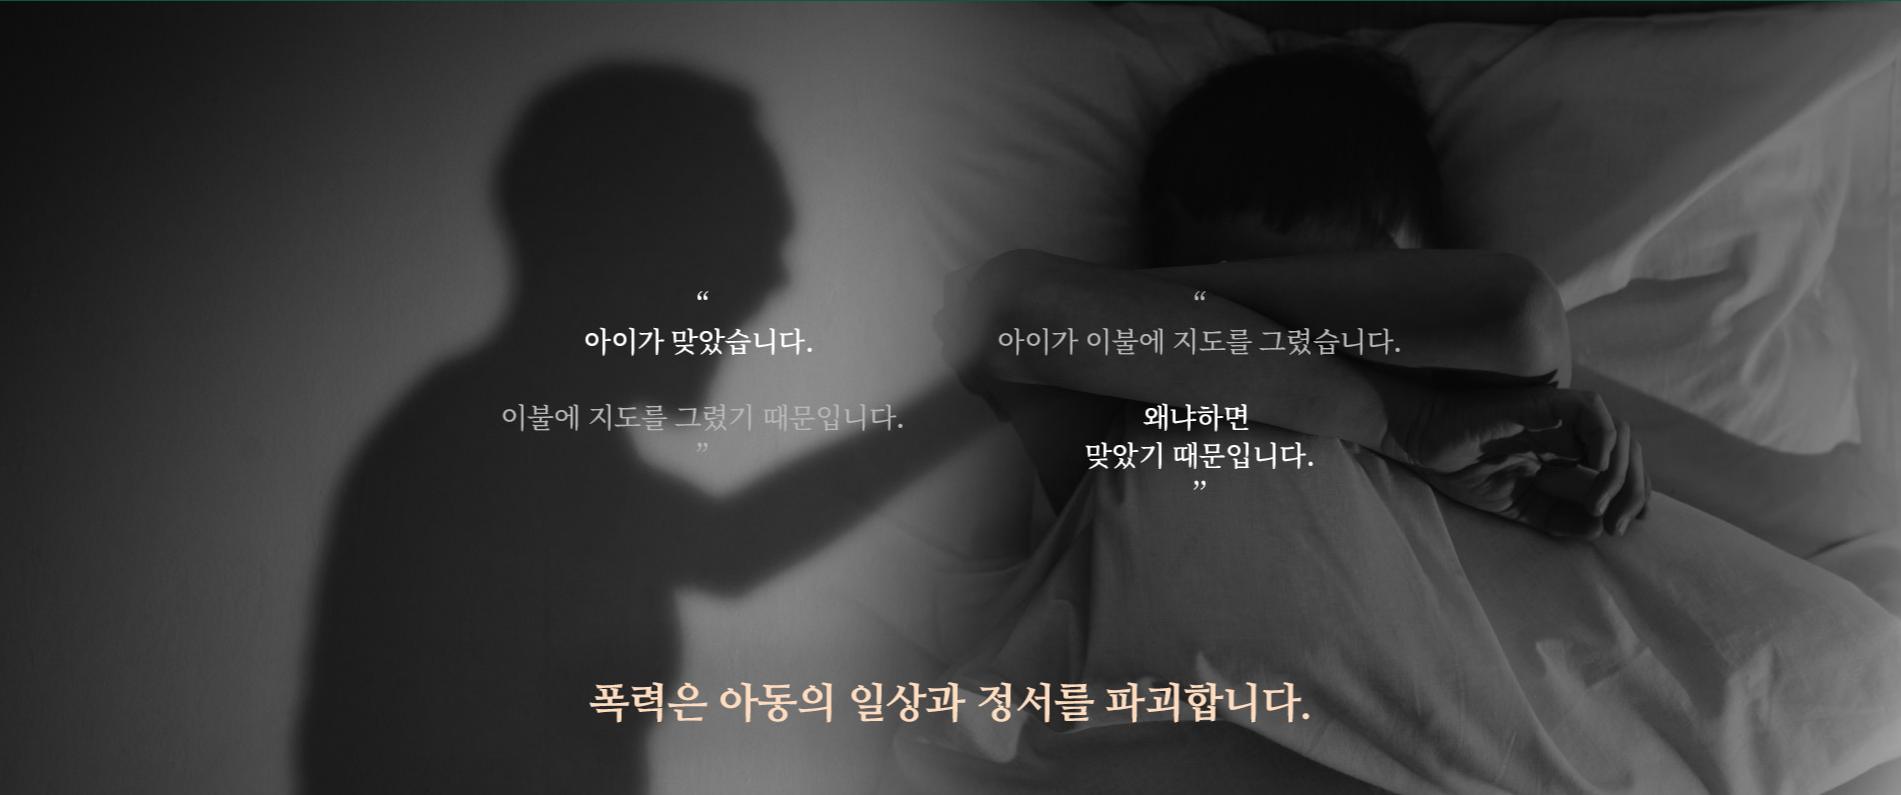 “
아이가 맞았습니다.
이불에 지도를 그렸기 때문입니다.
”
“
아이가 이불에 지도를 그렸습니다.
왜냐하면
맞았기 때문입니다.
”
폭력은 아동의 일상과 정서를 파괴합니다.